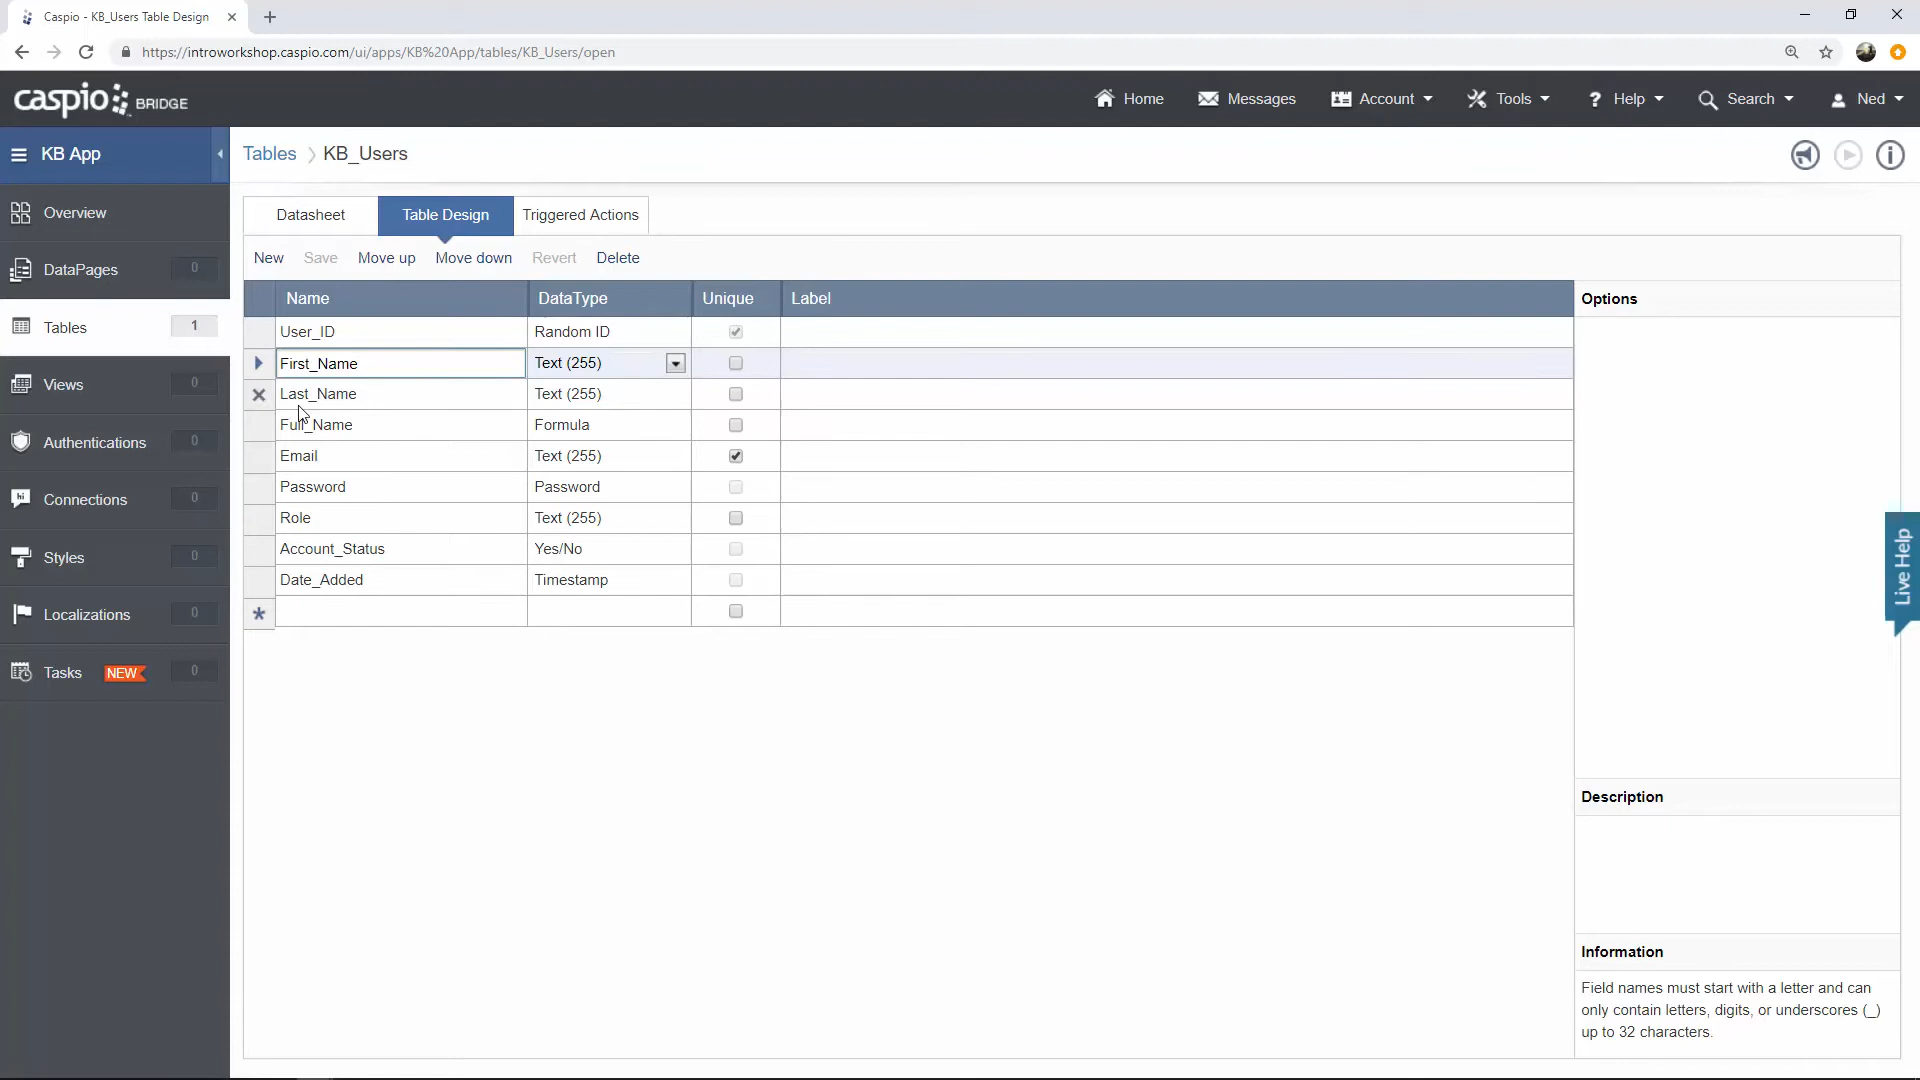 Caspio - KB_Users Table Design
https://introworkshop.caspio.com/ui/apps/KB%20App/tables/KB_Users/open
caspio BRIDGE
Home Messages Account Tools ? Help Search Ned
KB App
Tables KB_Users
Overview
DataPages 0
Tables 1
Views 0
Authentications 0
Connections 0
Styles 0
Localizations 0
Tasks NEW 0
Datasheet Table Design Triggered Actions
New Save Move up Move down Revert Delete
Name DataType Unique Label
User_ID Random ID
First_Name Text (255)
Last_Name Text (255)
Full_Name Formula
Email Text (255)
Password Password
Role Text (255)
Account_Status Yes/No
Date_Added Timestamp
*
Options
Description
Information
Field names must start with a letter and can
only contain letters, digits, or underscores (_)
up to 32 characters.
Live Help